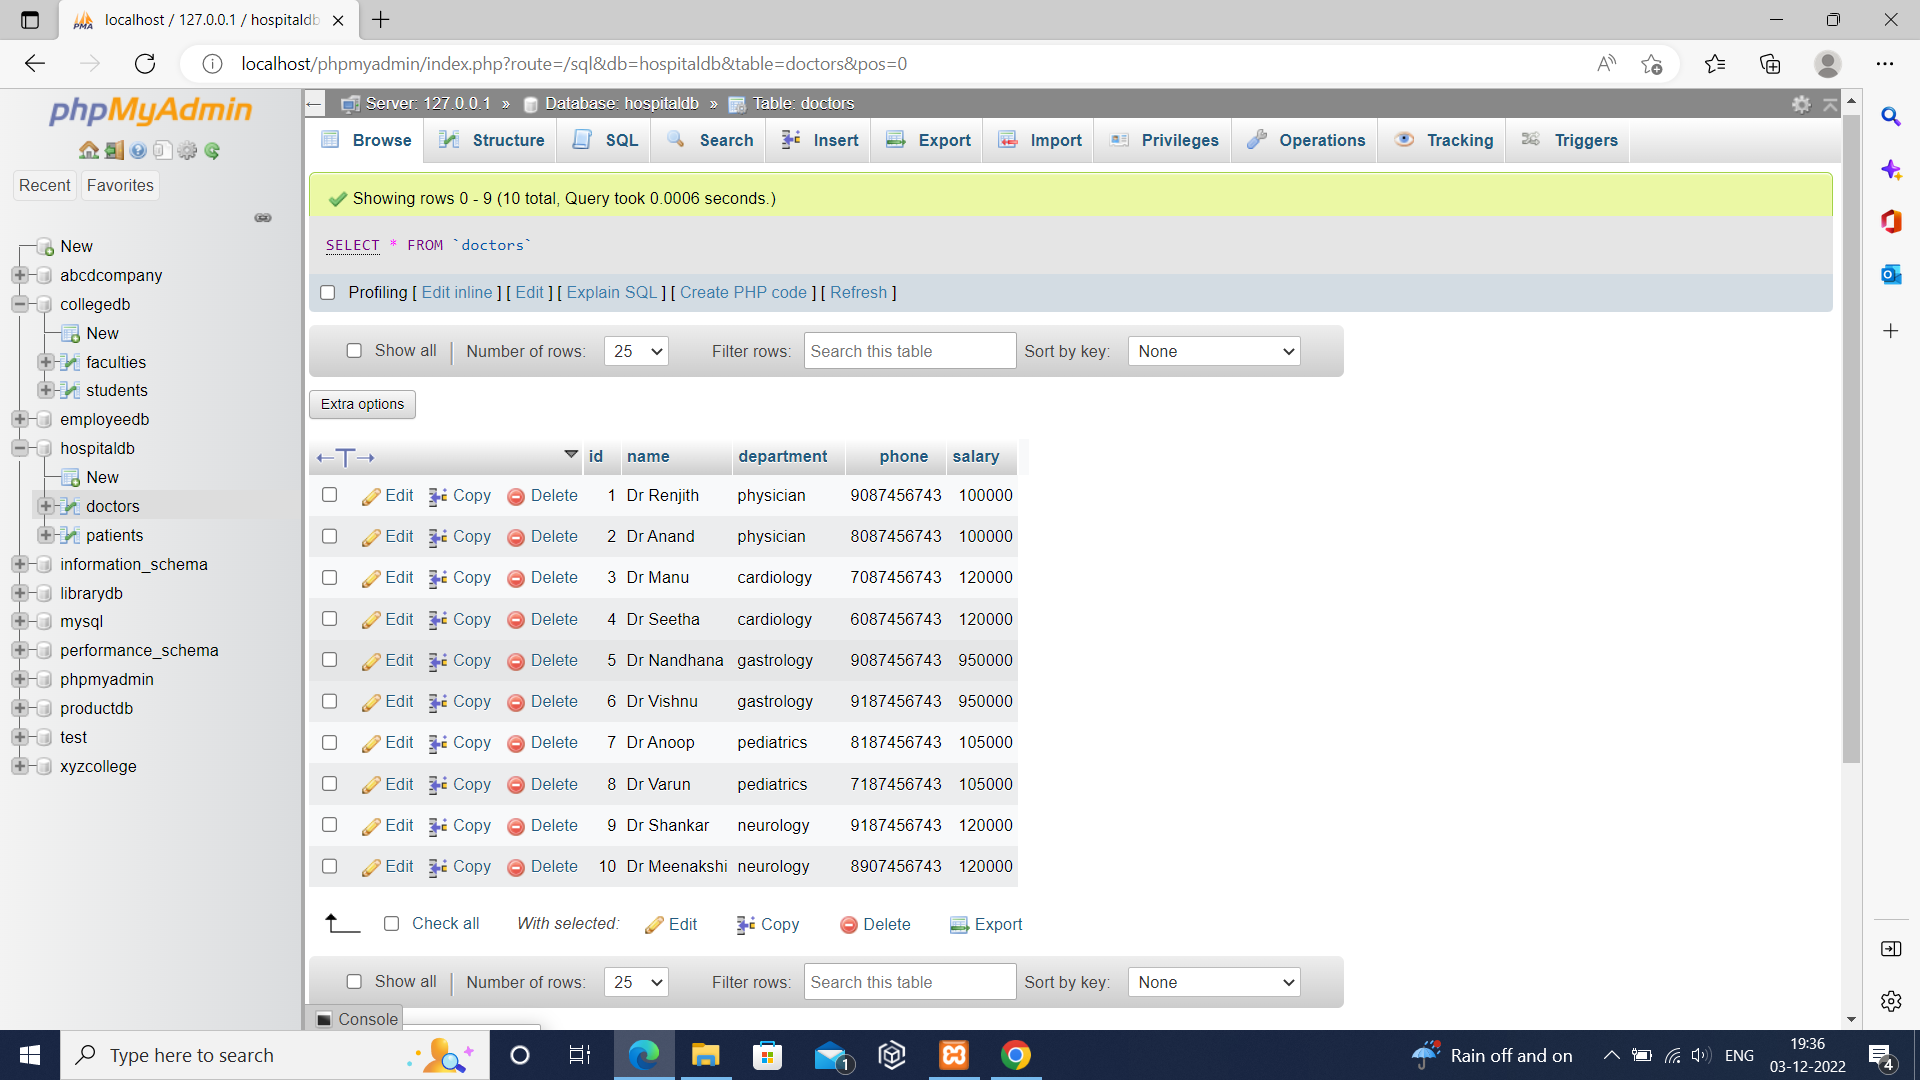 localhost / 127.0.0.1 / hospitaldb
localhost/phpmyadmin/index.php?route=/sql&db=hospitaldb&table=doctors&pos=0
phpMyAdmin
Recent Favorites
New
abcdcompany
collegedb
New
faculties
students
employeedb
hospitaldb
New
doctors
patients
information_schema
librarydb
mysql
performance_schema
phpmyadmin
productdb
test
xyzcollege
Server: 127.0.0.1 » Database: hospitaldb » Table: doctors
Browse Structure SQL Search Insert Export Import Privileges Operations Tracking Triggers
Showing rows 0 - 9 (10 total, Query took 0.0006 seconds.)
SELECT * FROM `doctors`
Profiling [ Edit inline ] [ Edit ] [ Explain SQL ] [ Create PHP code ] [ Refresh ]
Show all | Number of rows: 25 Filter rows: Search this table Sort by key: None
Extra options
←T→ id name department phone salary
Edit Copy Delete 1 Dr Renjith physician 9087456743 100000
Edit Copy Delete 2 Dr Anand physician 8087456743 100000
Edit Copy Delete 3 Dr Manu cardiology 7087456743 120000
Edit Copy Delete 4 Dr Seetha cardiology 6087456743 120000
Edit Copy Delete 5 Dr Nandhana gastrology 9087456743 950000
Edit Copy Delete 6 Dr Vishnu gastrology 9187456743 950000
Edit Copy Delete 7 Dr Anoop pediatrics 8187456743 105000
Edit Copy Delete 8 Dr Varun pediatrics 7187456743 105000
Edit Copy Delete 9 Dr Shankar neurology 9187456743 120000
Edit Copy Delete 10 Dr Meenakshi neurology 8907456743 120000
Check all With selected: Edit Copy Delete Export
Show all | Number of rows: 25 Filter rows: Search this table Sort by key: None
Console
Type here to search
1
Rain off and on
ENG
19:36
03-12-2022
4